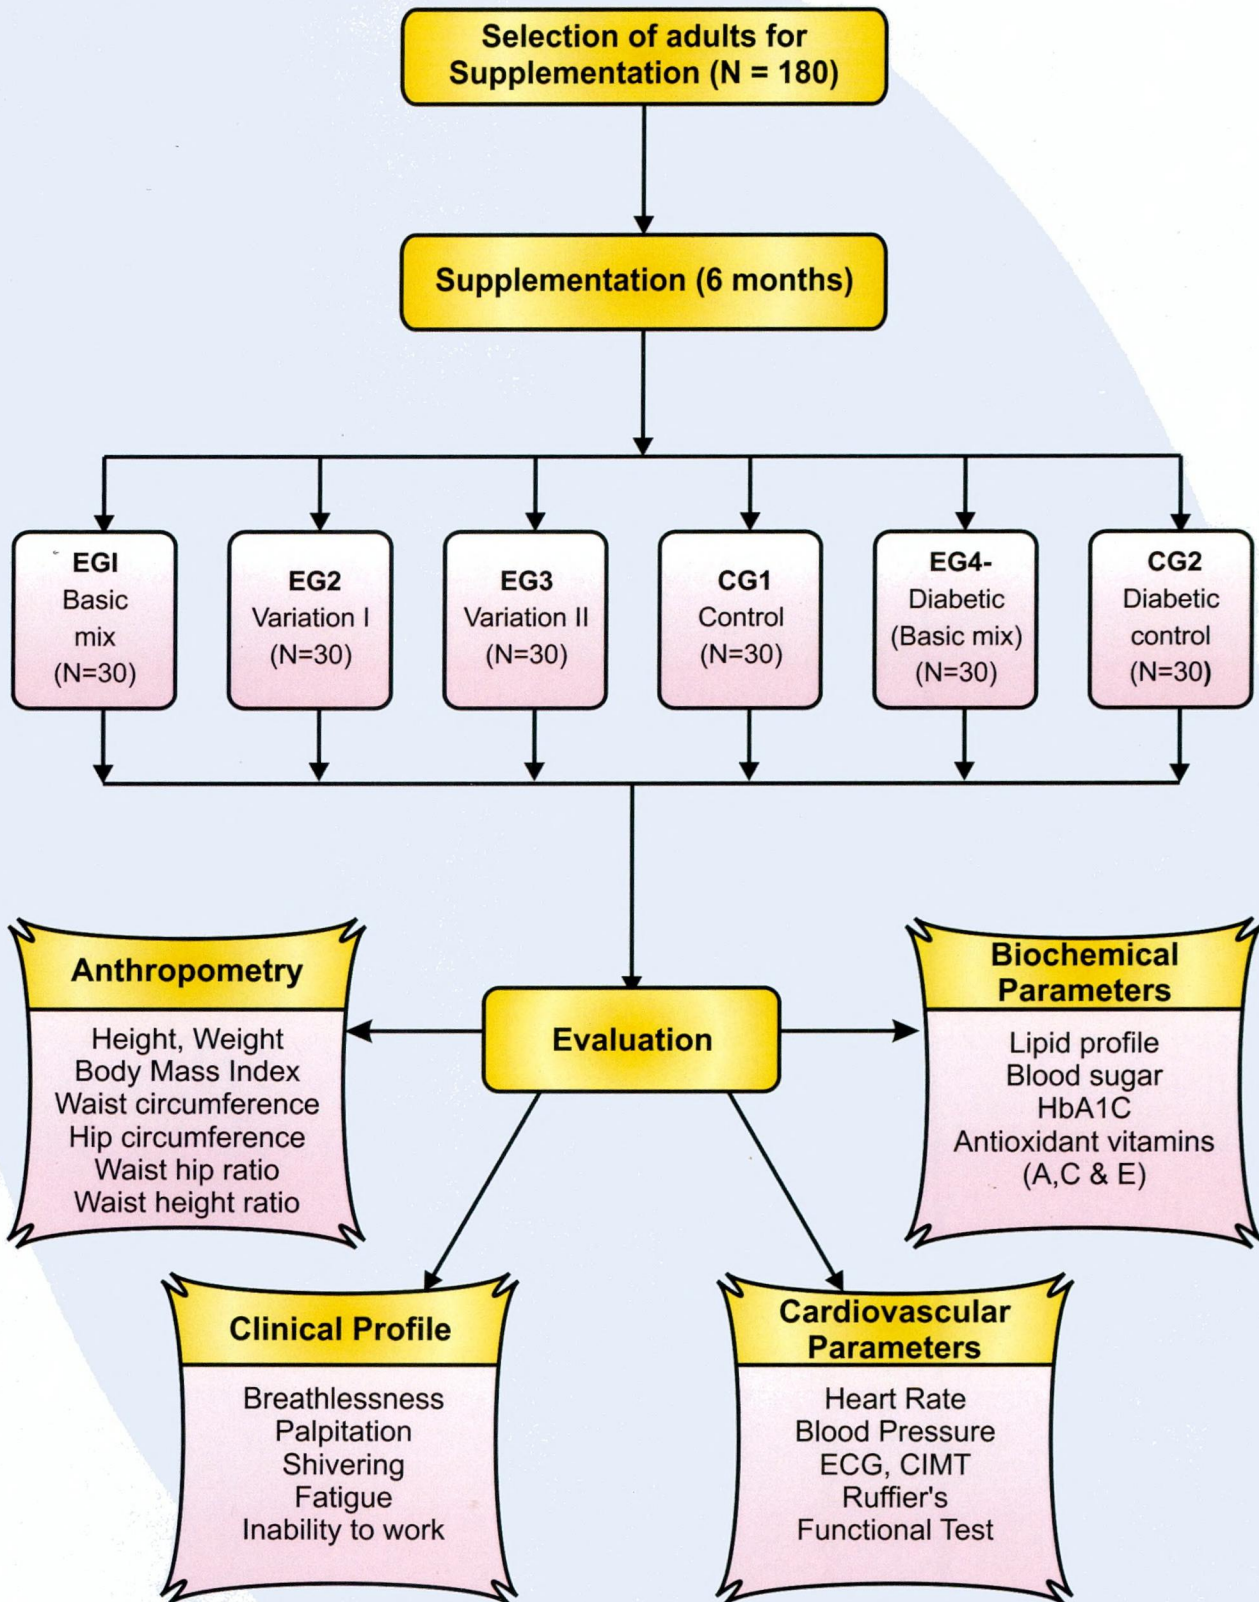 Selection of adults for
Supplementation (N = 180)
Supplementation (6 months)
EGI
Basic
mix
(N=30)
EG2
Variation I
(N=30)
EG3
Variation II
(N=30)
CG1
Control
(N=30)
EG4-
Diabetic
(Basic mix)
(N=30)
CG2
Diabetic
control
(N=30)
Evaluation
Anthropometry
Height, Weight
Body Mass Index
Waist circumference
Hip circumference
Waist hip ratio
Waist height ratio
Biochemical
Parameters
Lipid profile
Blood sugar
HbA1C
Antioxidant vitamins
(A,C & E)
Clinical Profile
Breathlessness
Palpitation
Shivering
Fatigue
Inability to work
Cardiovascular
Parameters
Heart Rate
Blood Pressure
ECG, CIMT
Ruffier's
Functional Test